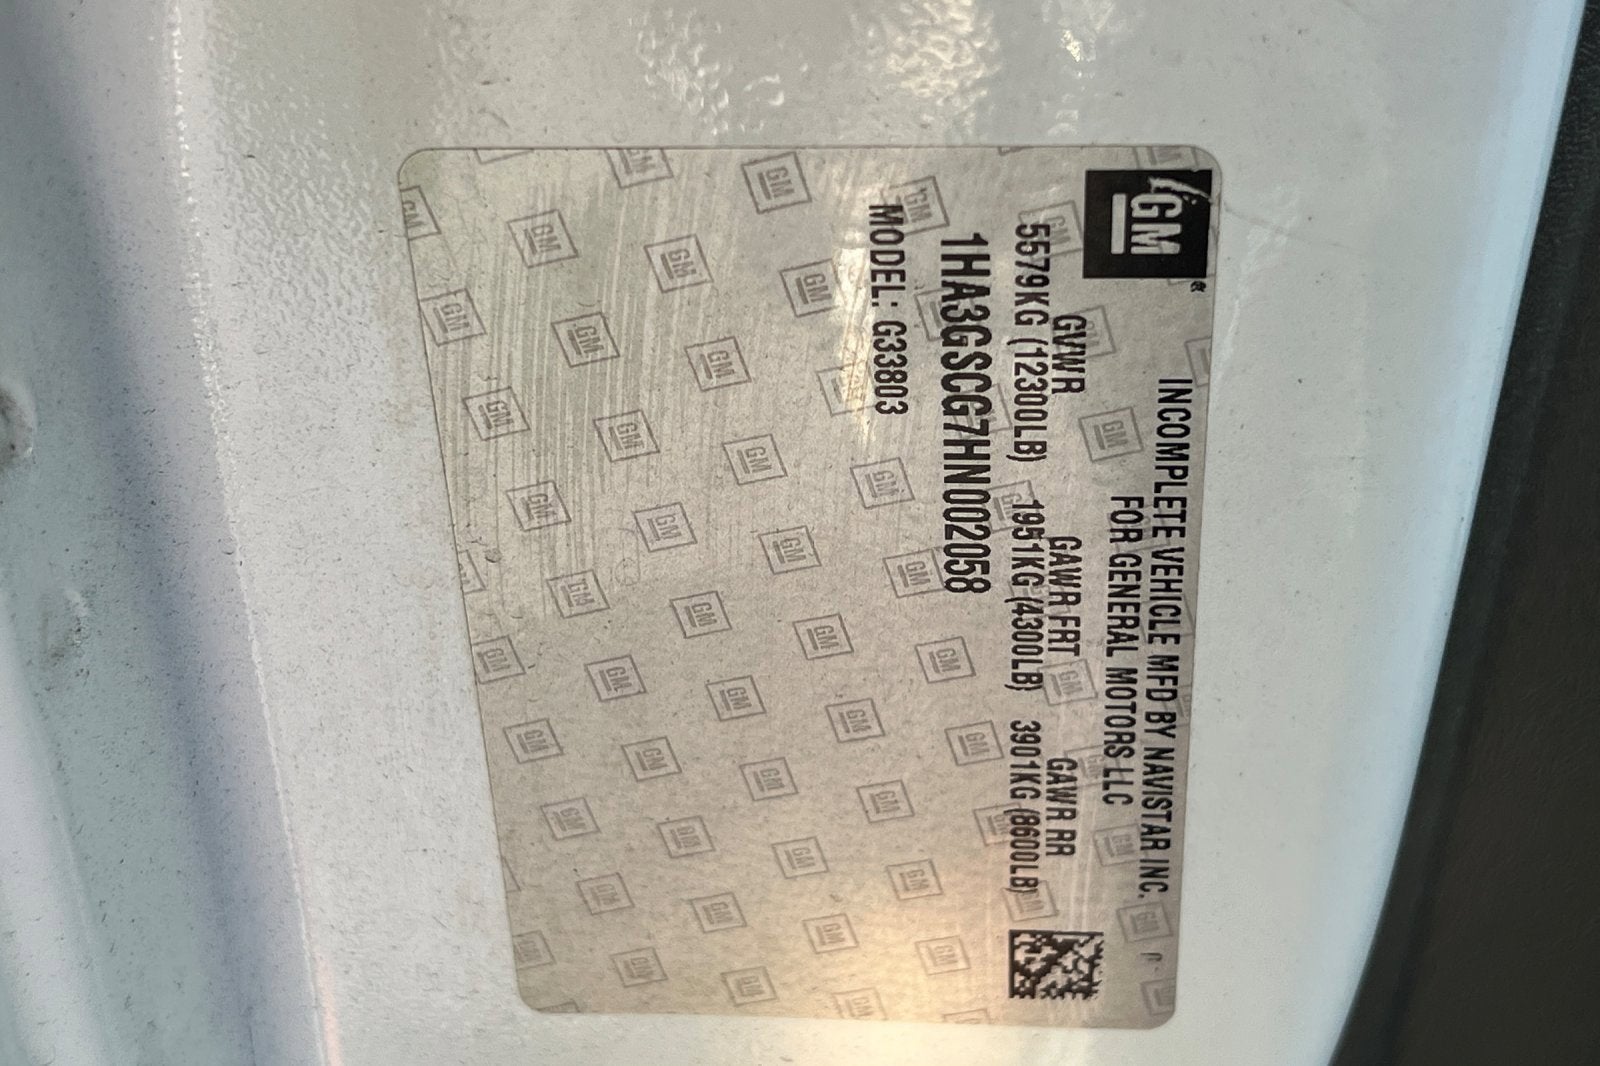 GM
INCOMPLETE VEHICLE MFD BY NAVISTAR INC.
FOR GENERAL MOTORS LLC
GVWR GAWR FRT GAWR RR
5579KG (12300LB) 1951KG (4300LB) 3901KG (8600LB)
1HA3GSCG7HN002058
MODEL: G33803